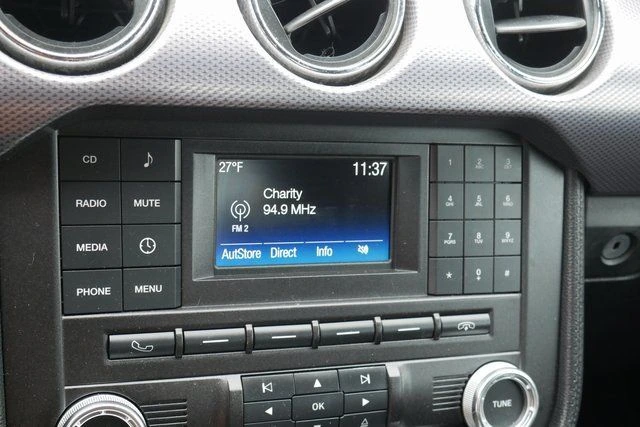 CD
RADIO MUTE
MEDIA
PHONE MENU
27°F 11:37
Charity
94.9 MHz
FM 2
AutStore Direct Info
1 2 ABC 3 DEF
4 GHI 5 JKL 6 MNO
7 PQRS 8 TUV 9 WXYZ
* 0 + #
OK
TUNE